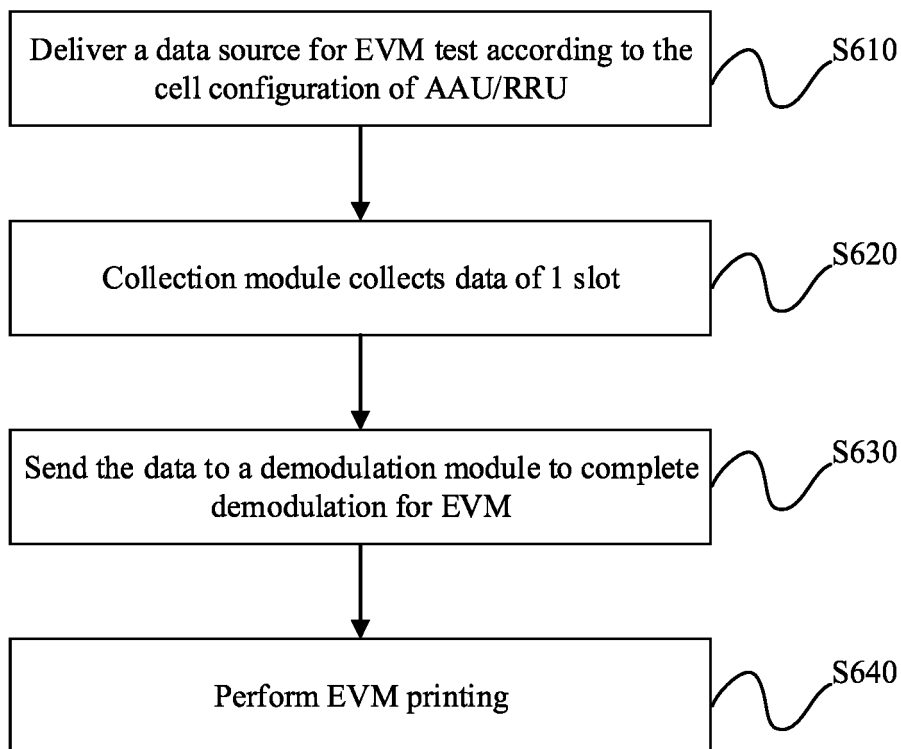 Deliver a data source for EVM test according to the
cell configuration of AAU/RRU
S610
Collection module collects data of 1 slot
S620
Send the data to a demodulation module to complete
demodulation for EVM
S630
Perform EVM printing
S640